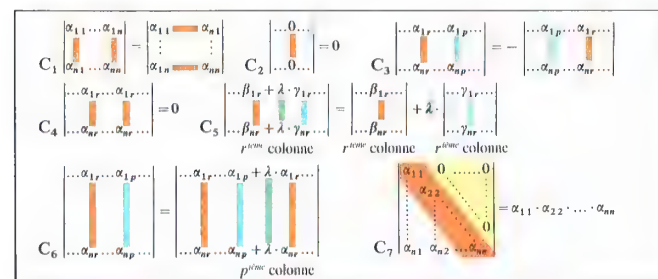 |α₁₁ … α₁ₙ| = |α₁₁ αₙ₁| |… 0 …| |… α₁ᵣ … α₁ₚ …| = − |… α₁ₚ … α₁ᵣ …|
C₁ C₂ = 0 C₃
|αₙ₁ … αₙₙ| |α₁ₙ αₙₙ| |… 0 …| |… αₙᵣ … αₙₚ …| |… αₙₚ … αₙᵣ …|
|… α₁ᵣ … α₁ᵣ …| |… β₁ᵣ + λ · γ₁ᵣ …| |… β₁ᵣ …| |… γ₁ᵣ …|
C₄ = 0 C₅ = + λ ·
|… αₙᵣ … αₙᵣ …| |… βₙᵣ + λ · γₙᵣ …| |… βₙᵣ …| |… γₙᵣ …|
rième colonne rième colonne rième colonne
|… α₁ᵣ … α₁ₚ …| |… α₁ᵣ … α₁ₚ + λ · α₁ᵣ …| |α₁₁ 0 … 0|
α₂₂
C₆ = C₇ = α₁₁ · α₂₂ · … · αₙₙ
0
|… αₙᵣ … αₙₚ …| |… αₙᵣ … αₙₚ + λ · αₙᵣ …| |αₙ₁ αₙ₂ … αₙₙ|
pième colonne